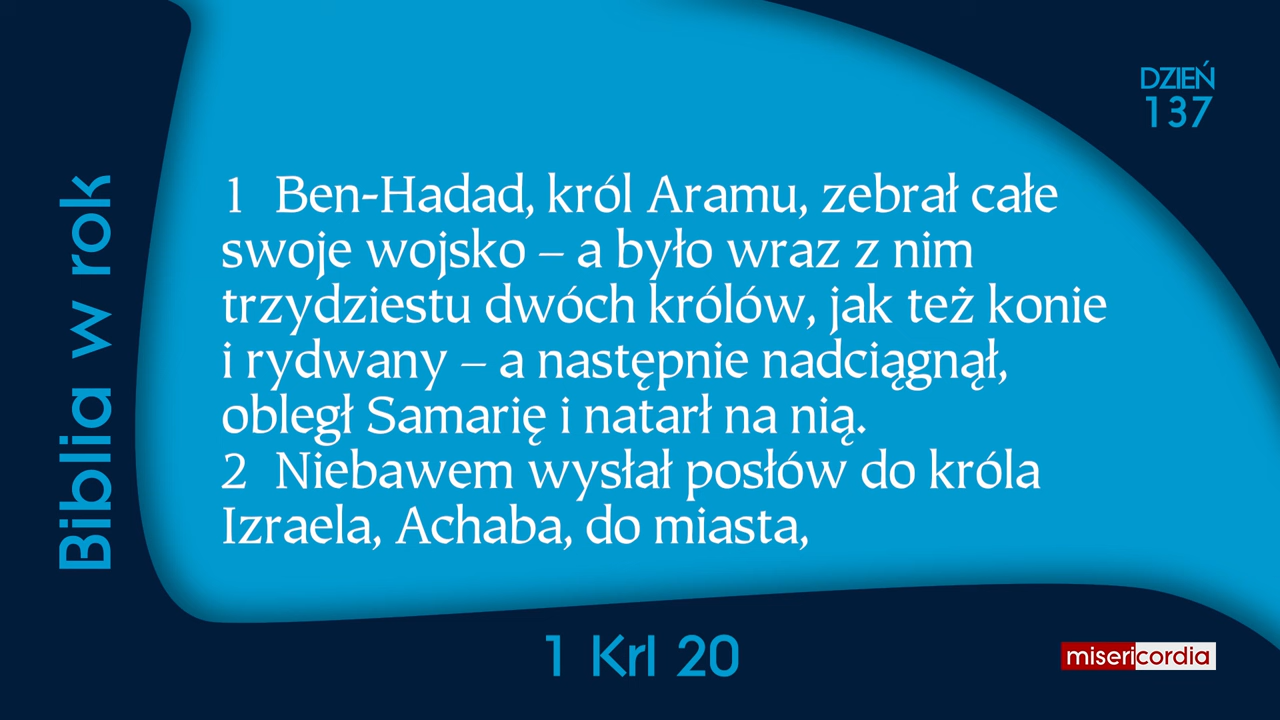 DZIEŃ
137
Biblia w rok
1 Ben-Hadad, król Aramu, zebrał całe
swoje wojsko – a było wraz z nim
trzydziestu dwóch królów, jak też konie
i rydwany – a następnie nadciągnął,
obległ Samarię i natarł na nią.
2 Niebawem wysłał posłów do króla
Izraela, Achaba, do miasta,
1 Krl 20
misericordia